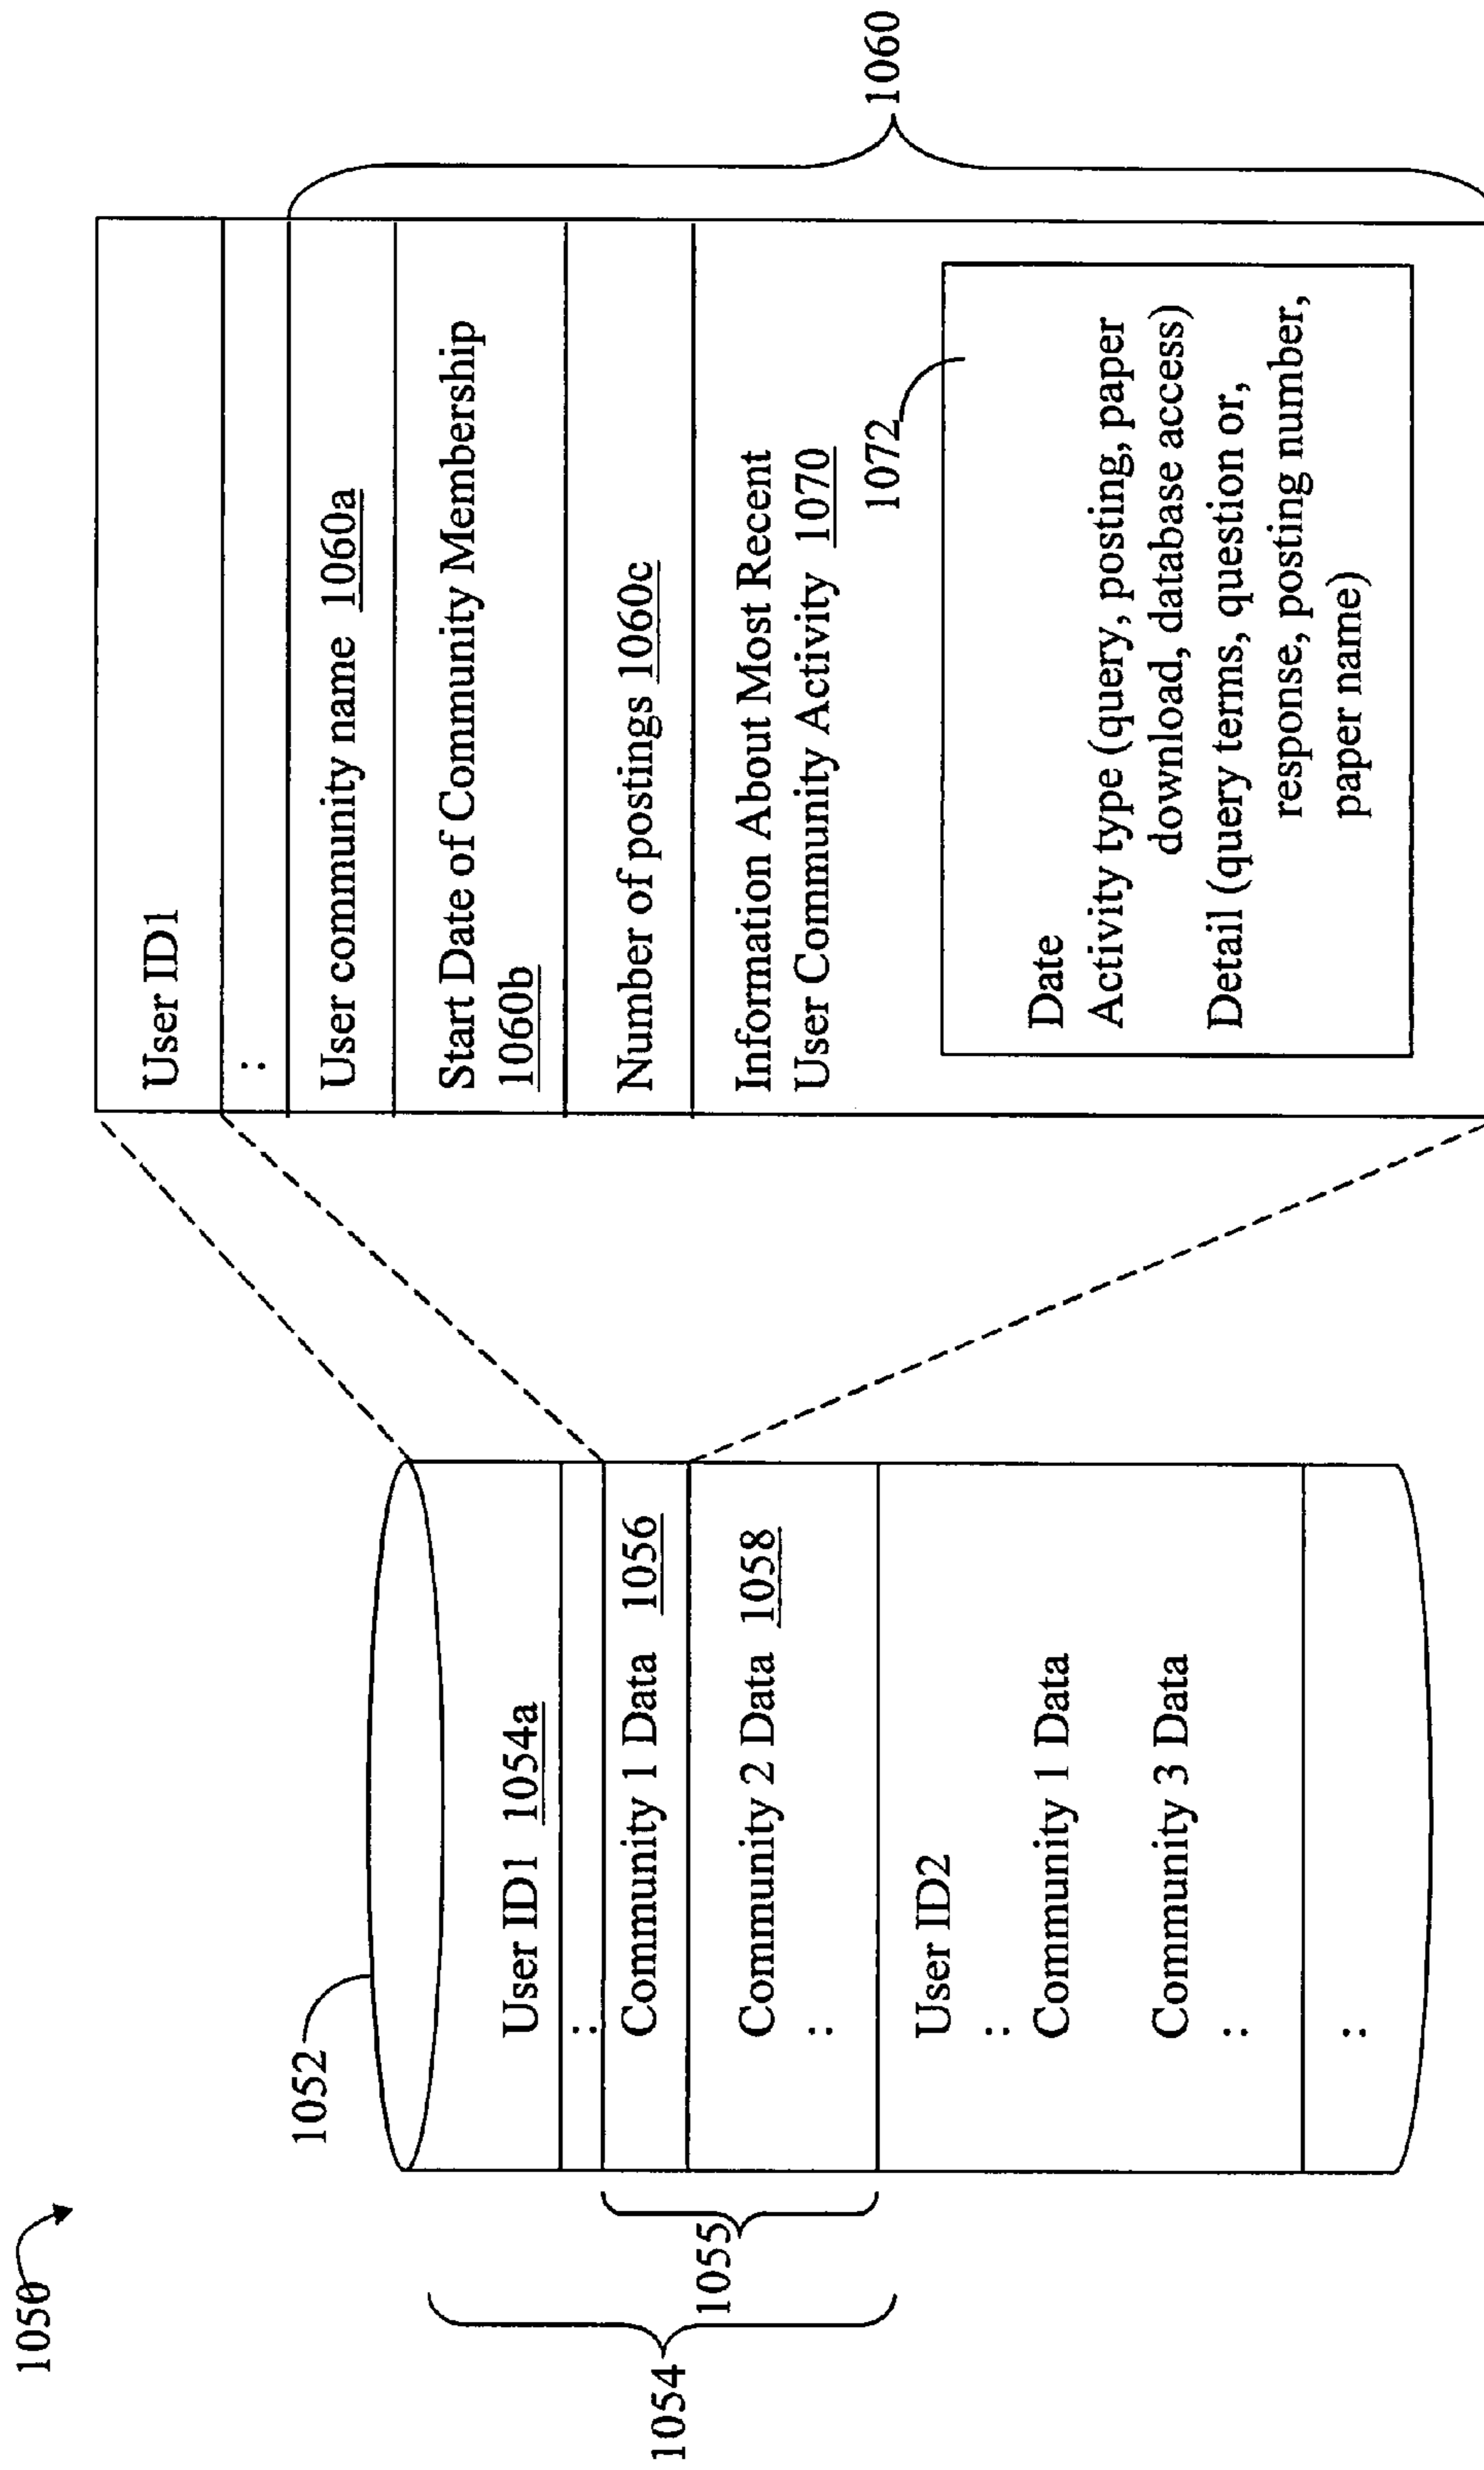 1050
1052
1054
1055
User ID1 1054a
:
Community 1 Data 1056
Community 2 Data 1058
:
User ID2
:
Community 1 Data
Community 3 Data
:
:
User ID1
:
User community name 1060a
Start Date of Community Membership
1060b
Number of postings 1060c
Information About Most Recent
User Community Activity 1070
1072
Date
Activity type (query, posting, paper
download, database access)
Detail (query terms, question or,
response, posting number,
paper name)
1060